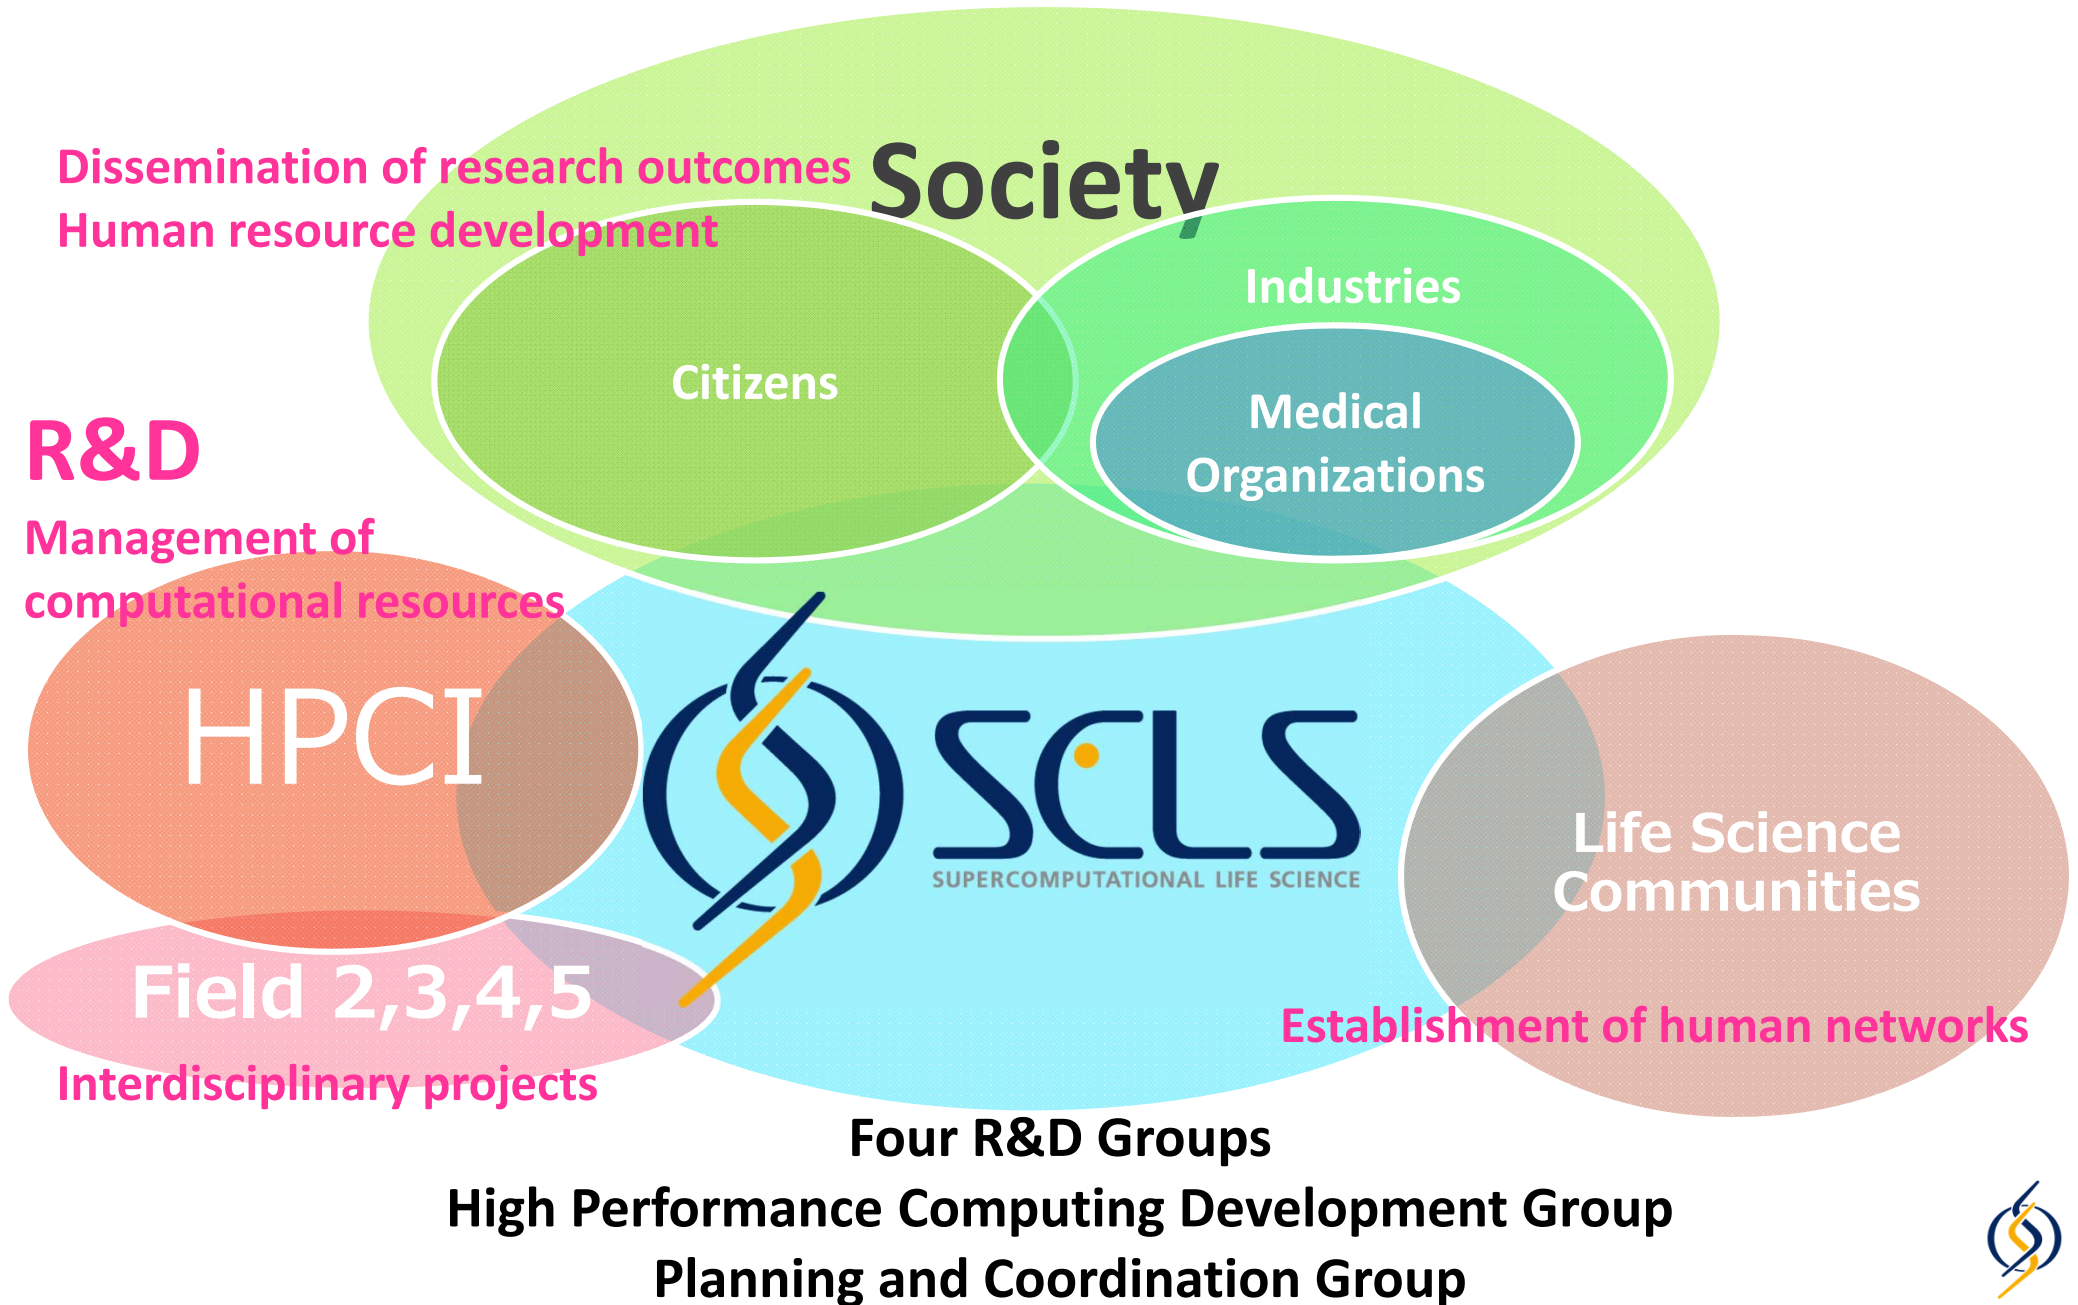 Society
Dissemination of research outcomes
Human resource development
Industries
Citizens
Medical
Organizations
R&D
Management of
computational resources
HPCI
SCLS
SUPERCOMPUTATIONAL LIFE SCIENCE
Life Science
Communities
Field 2,3,4,5
Establishment of human networks
Interdisciplinary projects
Four R&D Groups
High Performance Computing Development Group
Planning and Coordination Group